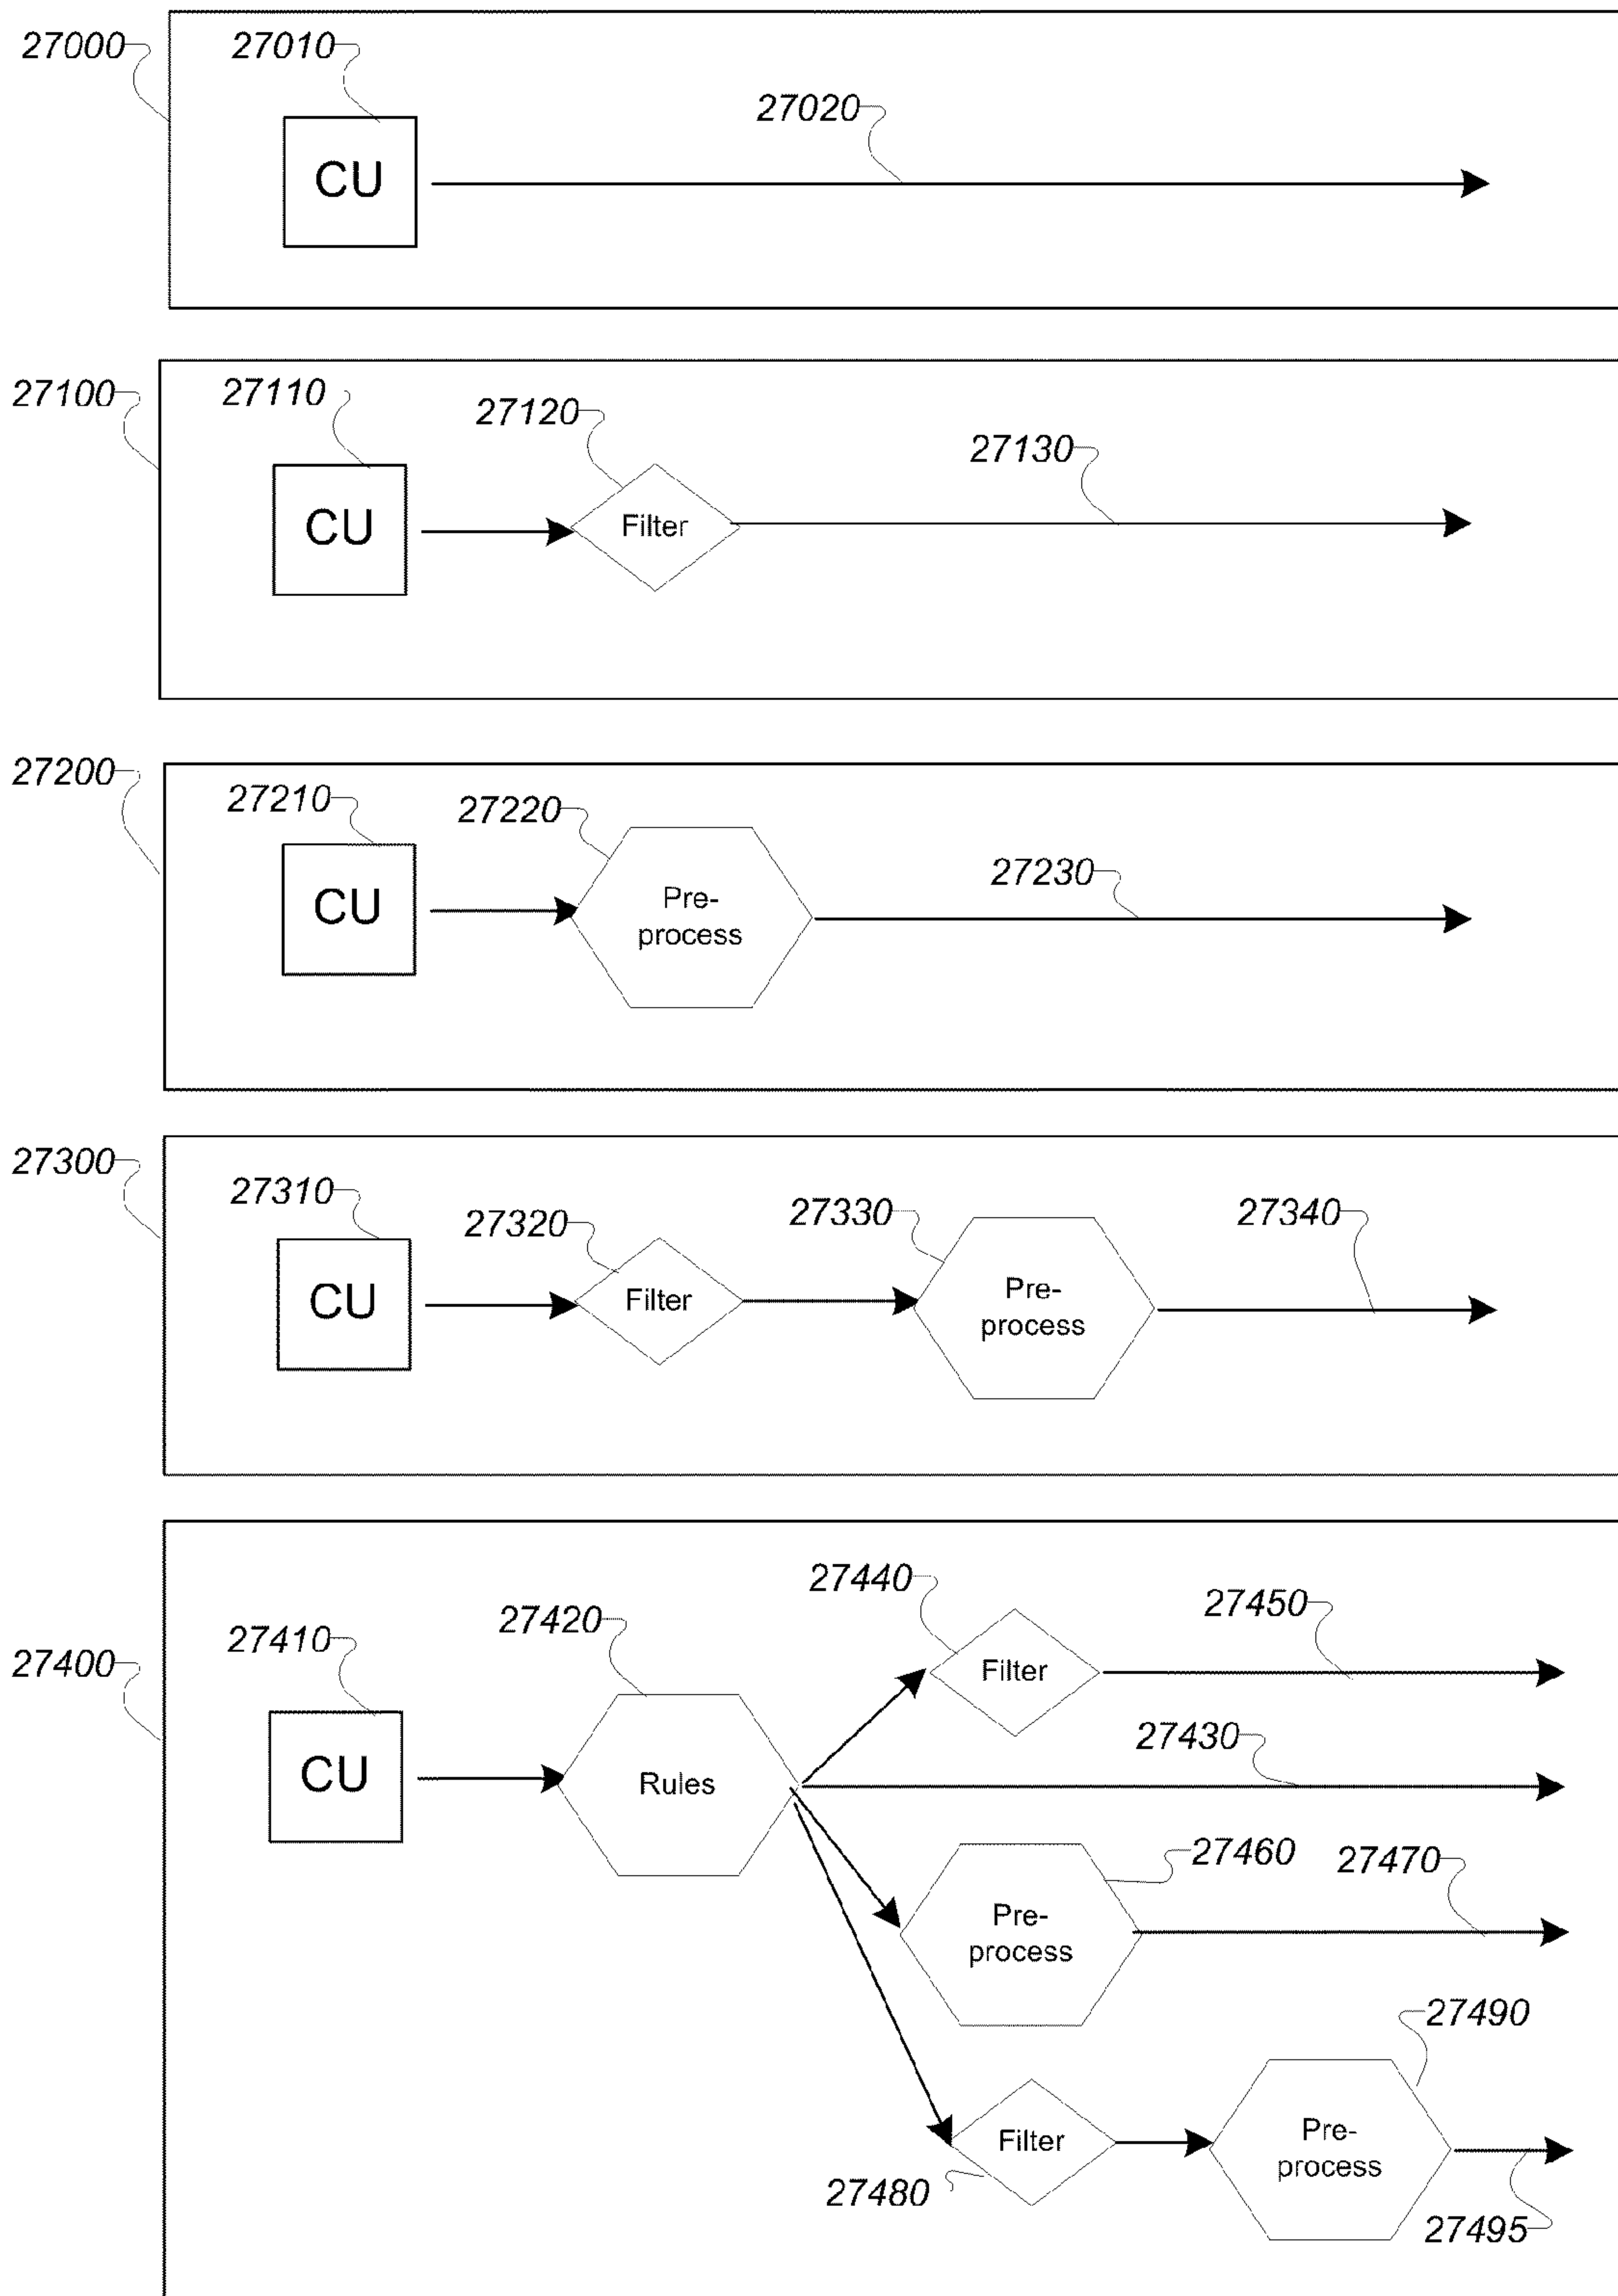 27000
27010
27020
CU
27100
27110
27120
27130
CU
Filter
27200
27210
27220
27230
CU
Pre-
process
27300
27310
27320
27330
27340
CU
Filter
Pre-
process
27400
27410
27420
27440
27450
Filter
27430
CU
Rules
27460
27470
Pre-
process
27490
Filter
Pre-
process
27480
27495